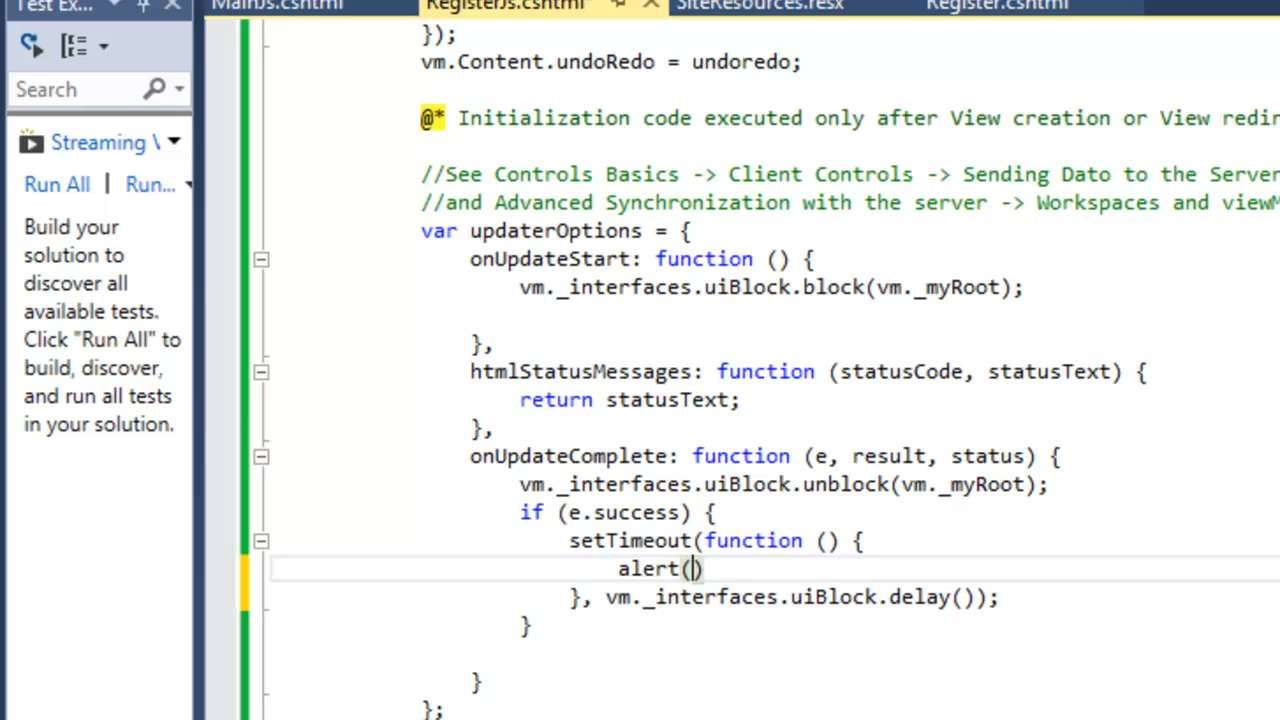 Test Ex...
MainJs.cshtml RegisterJs.cshtml* SiteResources.resx Register.cshtml
Search
Streaming \
Run All | Run...
Build your
solution to
discover all
available tests.
Click "Run All" to
build, discover,
and run all tests
in your solution.
});
vm.Content.undoRedo = undoredo;
@* Initialization code executed only after View creation or View redir
//See Controls Basics -> Client Controls -> Sending Dato to the Server
//and Advanced Synchronization with the server -> Workspaces and viewM
var updaterOptions = {
onUpdateStart: function () {
vm._interfaces.uiBlock.block(vm._myRoot);
},
htmlStatusMessages: function (statusCode, statusText) {
return statusText;
},
onUpdateComplete: function (e, result, status) {
vm._interfaces.uiBlock.unblock(vm._myRoot);
if (e.success) {
setTimeout(function () {
alert()
}, vm._interfaces.uiBlock.delay());
}
}
};